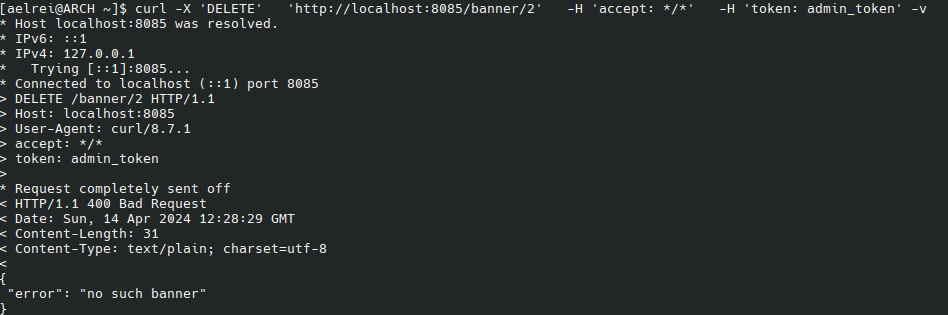 [aelrei@ARCH ~]$ curl -X 'DELETE'   'http://localhost:8085/banner/2'   -H 'accept: */*'   -H 'token: admin_token' -v
* Host localhost:8085 was resolved.
* IPv6: ::1
* IPv4: 127.0.0.1
*   Trying [::1]:8085...
* Connected to localhost (::1) port 8085
> DELETE /banner/2 HTTP/1.1
> Host: localhost:8085
> User-Agent: curl/8.7.1
> accept: */*
> token: admin_token
>
* Request completely sent off
< HTTP/1.1 400 Bad Request
< Date: Sun, 14 Apr 2024 12:28:29 GMT
< Content-Length: 31
< Content-Type: text/plain; charset=utf-8
<
{
 "error": "no such banner"
}